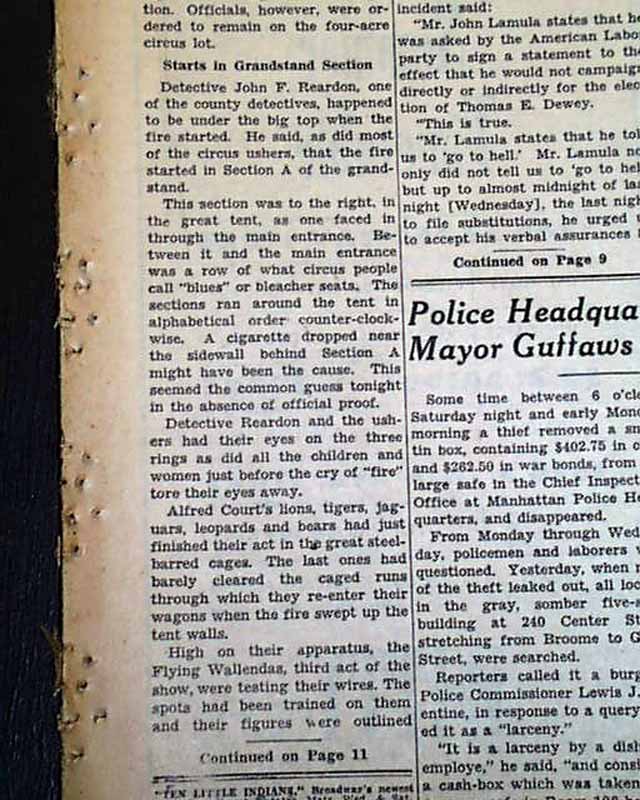 tion. Officials, however, were or-
dered to remain on the four-acre
circus lot.
Starts in Grandstand Section
Detective John F. Reardon, one
of the county detectives, happened
to be under the big top when the
fire started. He said, as did most
of the circus ushers, that the fire
started in Section A of the grand-
stand.
This section was to the right, in
the great tent, as one faced in
through the main entrance. Be-
tween it and the main entrance
was a row of what circus people
call "blues" or bleacher seats. The
sections ran around the tent in
alphabetical order counter-clock-
wise. A cigarette dropped near
the sidewall behind Section A
might have been the cause. This
seemed the common guess tonight
in the absence of official proof.
Detective Reardon and the ush-
ers had their eyes on the three
rings as did all the children and
women just before the cry of "fire"
tore their eyes away.
Alfred Court's lions, tigers, jag-
uars, leopards and bears had just
finished their act in the great steel-
barred cages. The last ones had
barely cleared the caged runs
through which they re-enter their
wagons when the fire swept up the
tent walls.
High on their apparatus, the
Flying Wallendas, third act of the
show, were testing their wires. The
spots had been trained on them
and their figures were outlined
Continued on Page 11
"TEN LITTLE INDIANS," Broadway's newest
incident said:
"Mr. John Lamula states that he
was asked by the American Labo
party to sign a statement to the
effect that he would not campaign
directly or indirectly for the elec
tion of Thomas E. Dewey.
"This is true.
"Mr. Lamula states that he tol
us to 'go to hell.' Mr. Lamula no
only did not tell us to 'go to hel
but up to almost midnight of la
night [Wednesday], the last nigh
to file substitutions, he urged
to accept his verbal assurances
Continued on Page 9
Police Headqua
Mayor Guffaws
Some time between 6 o'cl
Saturday night and early Mond
morning a thief removed a sm
tin box, containing $402.75 in c
and $262.50 in war bonds, from
large safe in the Chief Inspect
Office at Manhattan Police He
quarters, and disappeared.
From Monday through Wed
day, policemen and laborers
questioned. Yesterday, when
of the theft leaked out, all loc
in the gray, somber five-s
building at 240 Center St
stretching from Broome to G
Street, were searched.
Reporters called it a burg
Police Commissioner Lewis J.
entine, in response to a query
ed it as a "larceny."
"It is a larceny by a dish
employe," he said, "and consi
a cash-box which was taken